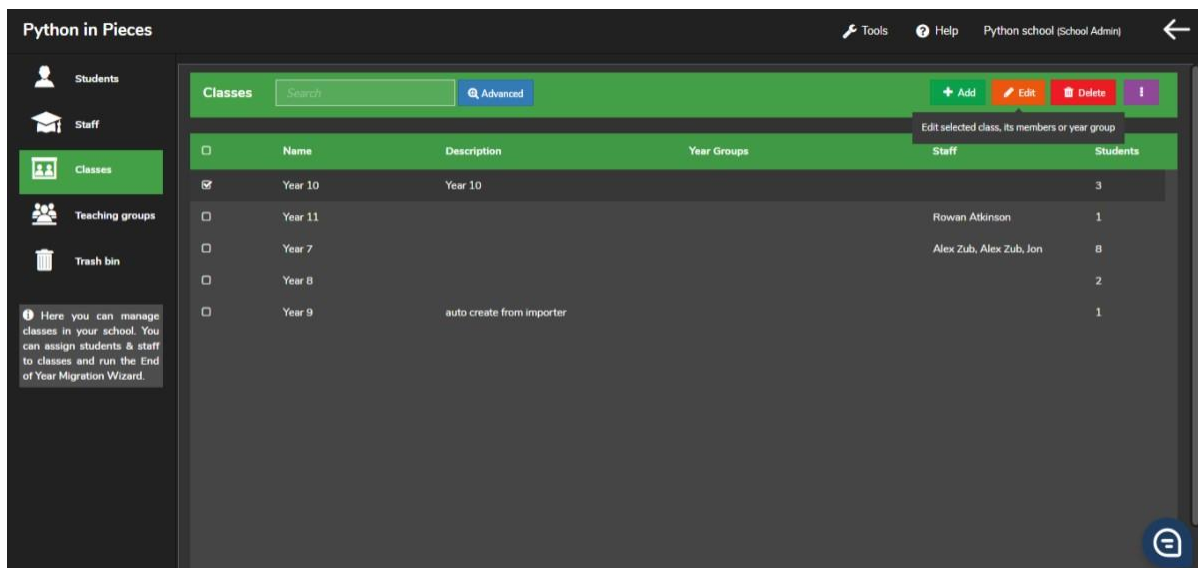 Python in Pieces
Tools
Help
Python school (School Admin)
Students
Staff
Classes
Teaching groups
Trash bin
Here you can manage
classes in your school. You
can assign students & staff
to classes and run the End
of Year Migration Wizard.
Classes
Search
Advanced
+ Add
Edit
Delete
Edit selected class, its members or year group
Name Description Year Groups Staff Students
Year 10 Year 10 3
Year 11 Rowan Atkinson 1
Year 7 Alex Zub, Alex Zub, Jon 8
Year 8 2
Year 9 auto create from importer 1